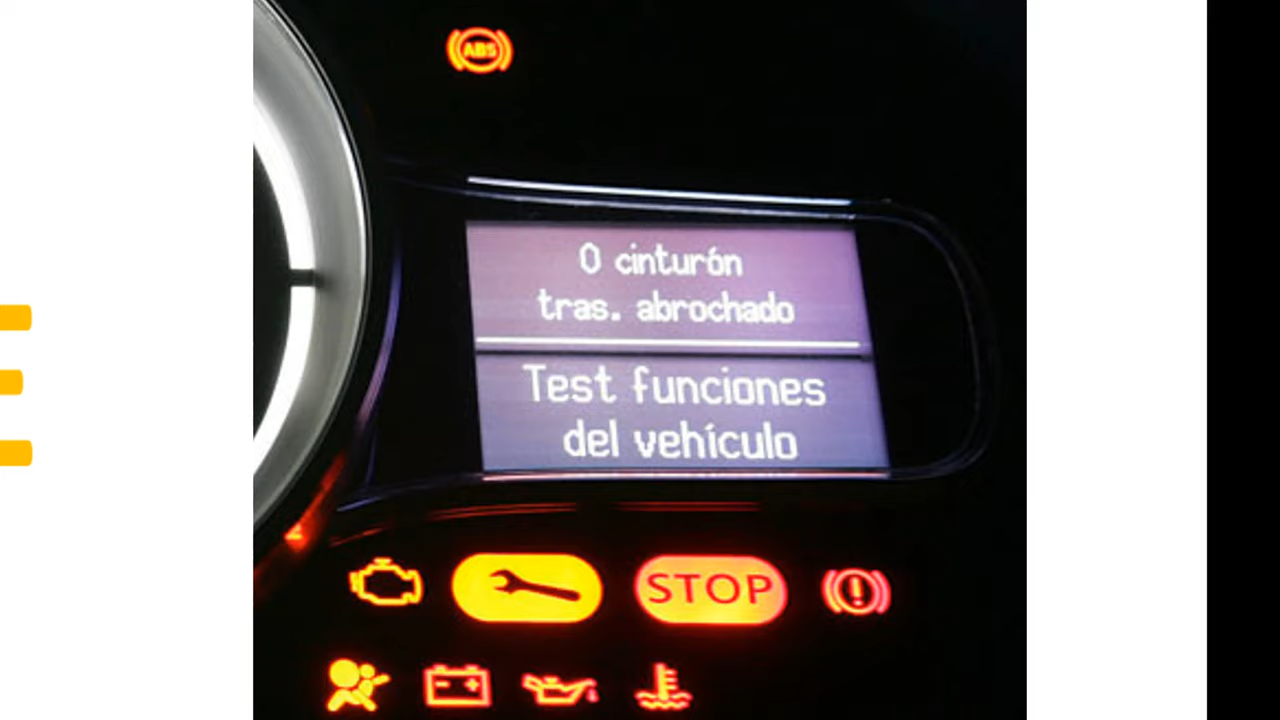 ABS
0 cinturón
tras. abrochado
Test funciones
del vehículo
STOP